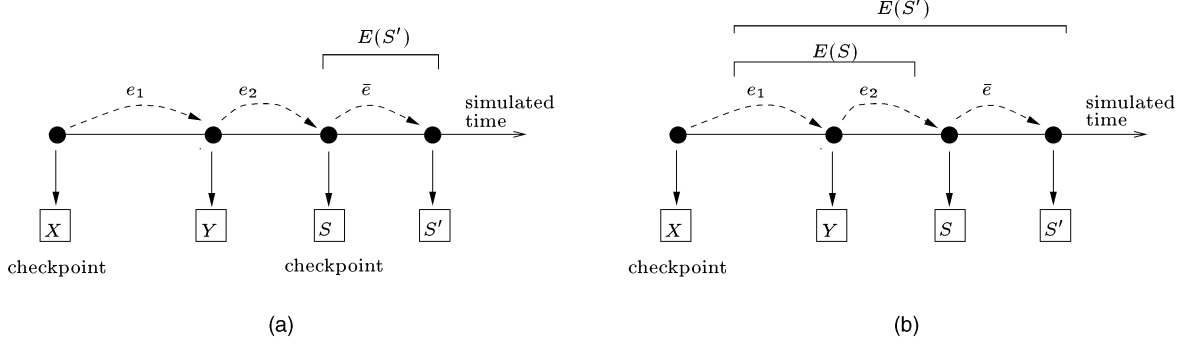 E(S′)
e₁
e₂
ē
simulated
time
X
Y
S
S′
checkpoint
checkpoint
(a)
E(S′)
E(S)
e₁
e₂
ē
simulated
time
X
Y
S
S′
checkpoint
(b)